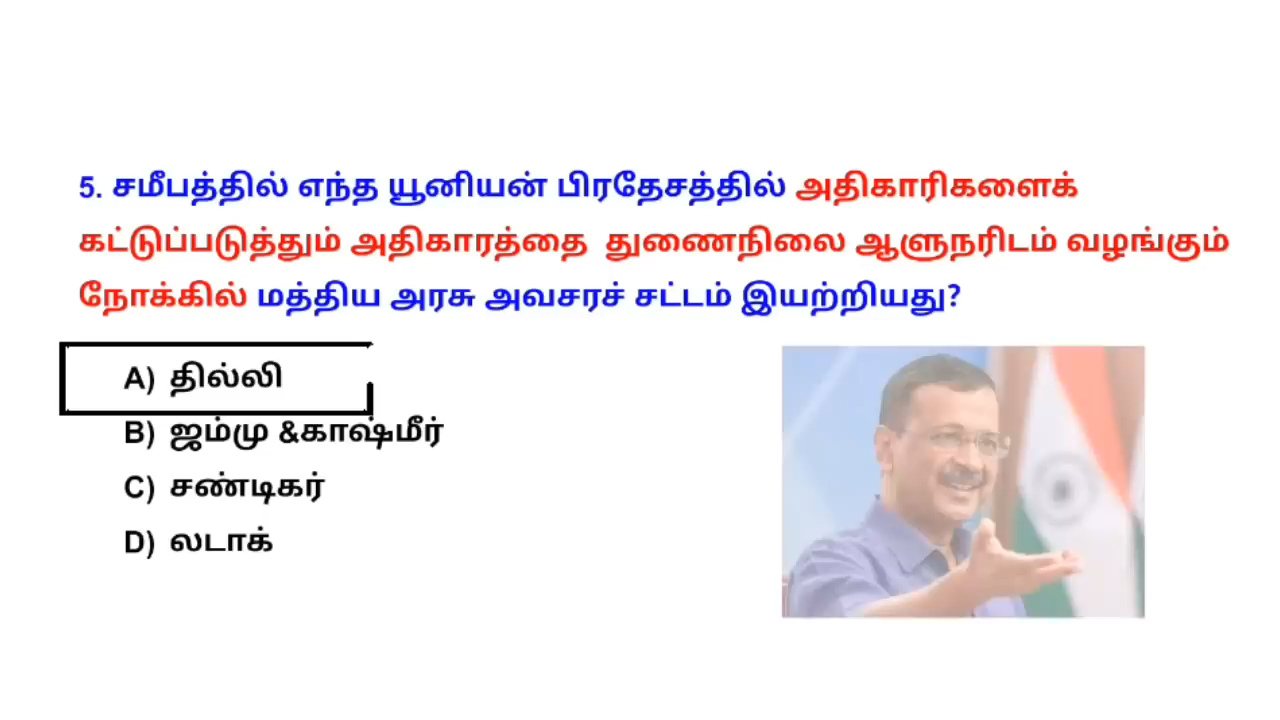 5. சமீபத்தில் எந்த யூனியன் பிரதேசத்தில் அதிகாரிகளைக்
கட்டுப்படுத்தும் அதிகாரத்தை துணைநிலை ஆளுநரிடம் வழங்கும்
நோக்கில் மத்திய அரசு அவசரச் சட்டம் இயற்றியது?
A) தில்லி
B) ஜம்மு &காஷ்மீர்
C) சண்டிகர்
D) லடாக்